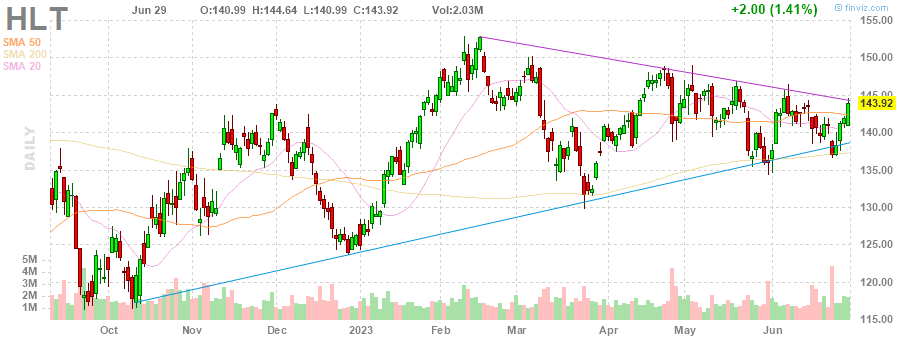 HLT Jun 29 O:140.99 H:144.64 L:140.99 C:143.92 Vol:2.03M +2.00 (1.41%) © finviz.com
SMA 50
SMA 200
SMA 20
DAILY
155.00
150.00
145.00
143.92
140.00
135.00
130.00
125.00
120.00
115.00
5M
4M
3M
2M
1M
Oct Nov Dec 2023 Feb Mar Apr May Jun